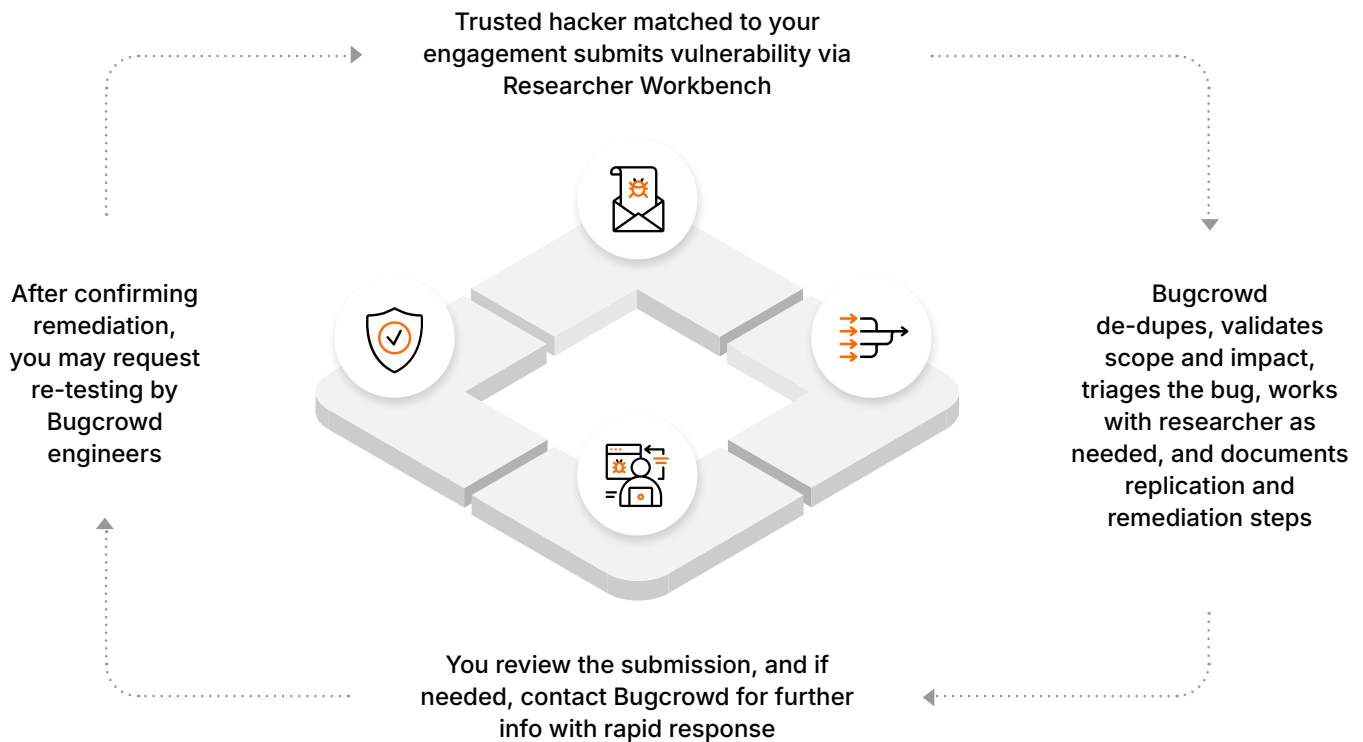 Trusted hacker matched to your
engagement submits vulnerability via
Researcher Workbench
Bugcrowd
de-dupes, validates
scope and impact,
triages the bug, works
with researcher as
needed, and documents
replication and
remediation steps
You review the submission, and if
needed, contact Bugcrowd for further
info with rapid response
After confirming
remediation,
you may request
re-testing by
Bugcrowd
engineers